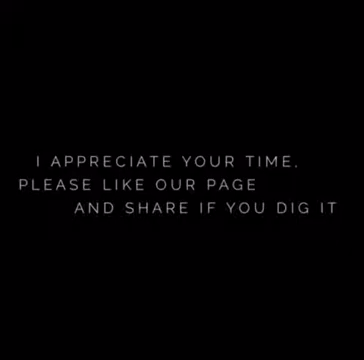 I APPRECIATE YOUR TIME.
PLEASE LIKE OUR PAGE
AND SHARE IF YOU DIG IT